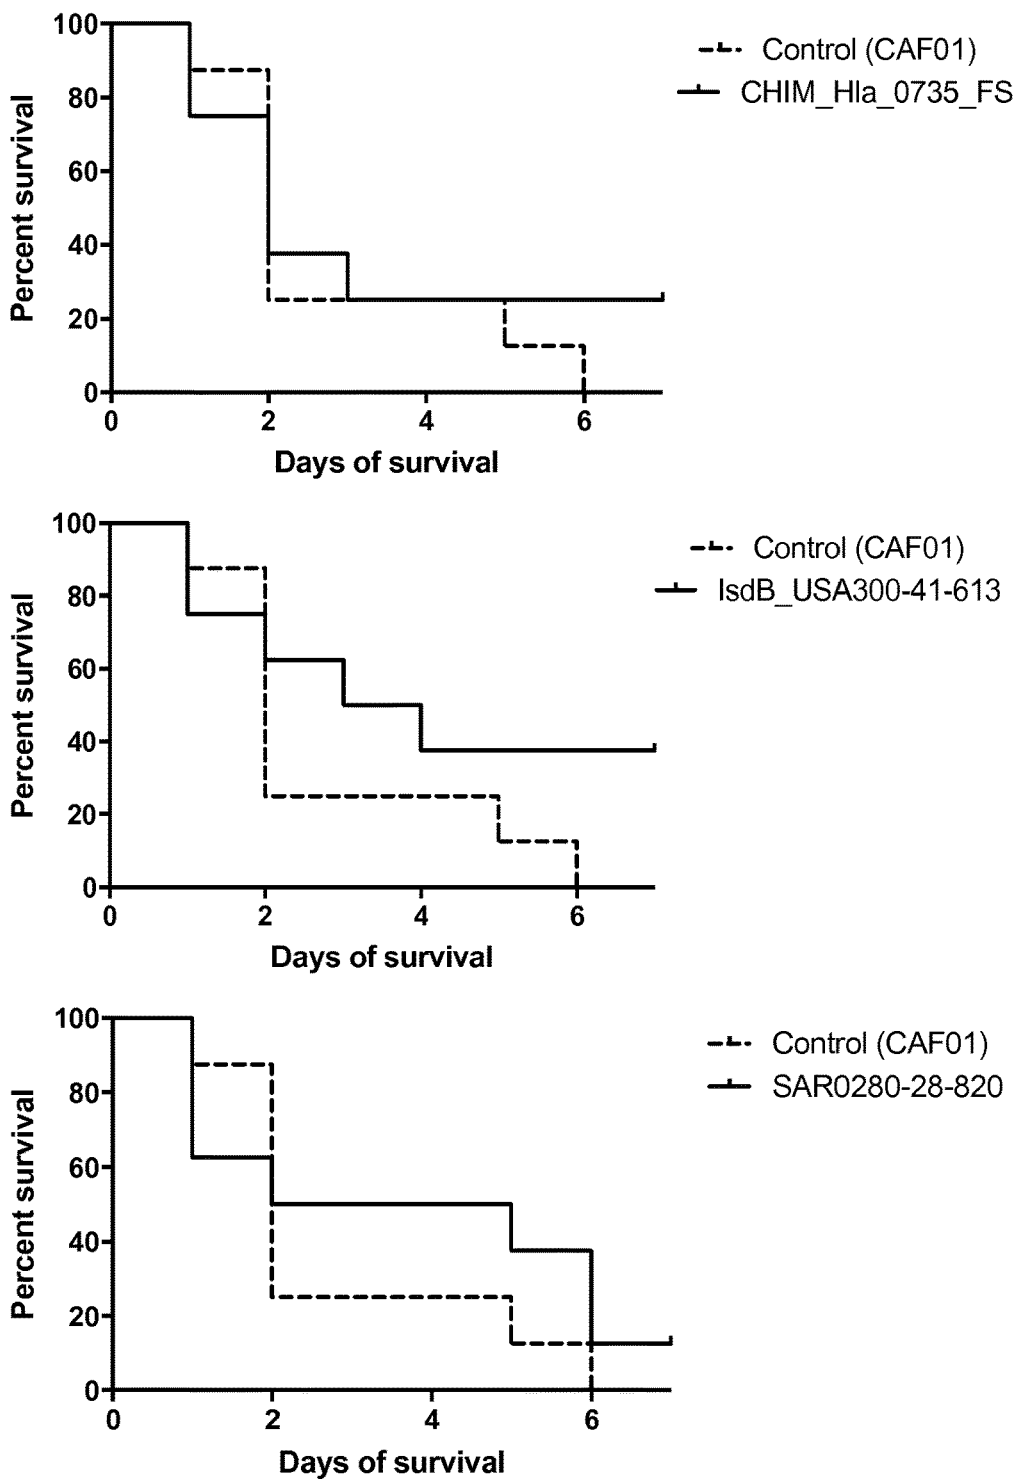 100
80
60
40
20
0
Percent survival
0 2 4 6
Days of survival
Control (CAF01)
CHIM_Hla_0735_FS
100
80
60
40
20
0
Percent survival
0 2 4 6
Days of survival
Control (CAF01)
IsdB_USA300-41-613
100
80
60
40
20
0
Percent survival
0 2 4 6
Days of survival
Control (CAF01)
SAR0280-28-820